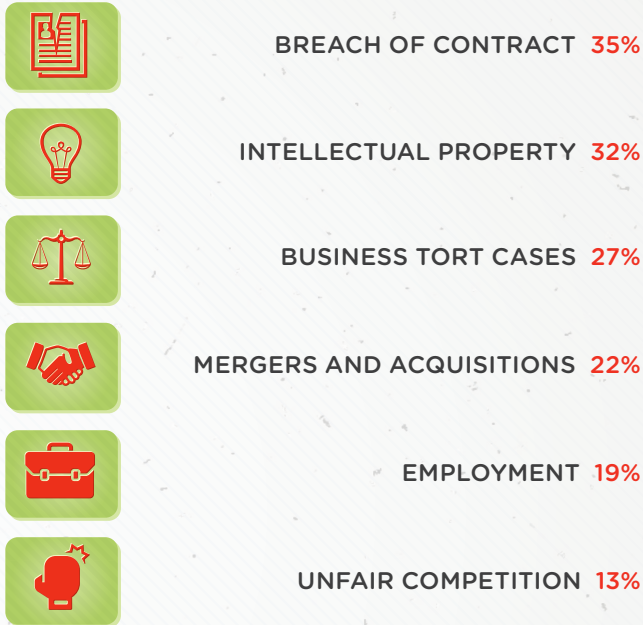 BREACH OF CONTRACT 35%
INTELLECTUAL PROPERTY 32%
BUSINESS TORT CASES 27%
MERGERS AND ACQUISITIONS 22%
EMPLOYMENT 19%
UNFAIR COMPETITION 13%